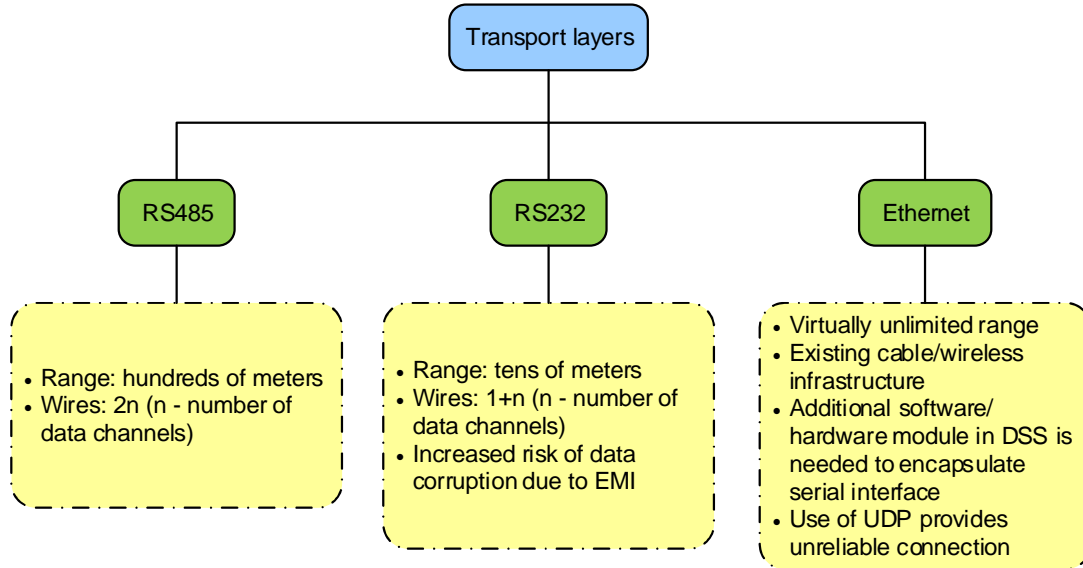 Transport layers
RS485
RS232
Ethernet
• Range: hundreds of meters
• Wires: 2n (n - number of
data channels)
• Range: tens of meters
• Wires: 1+n (n - number of
data channels)
• Increased risk of data
corruption due to EMI
• Virtually unlimited range
• Existing cable/wireless
infrastructure
• Additional software/
hardware module in DSS is
needed to encapsulate
serial interface
• Use of UDP provides
unreliable connection